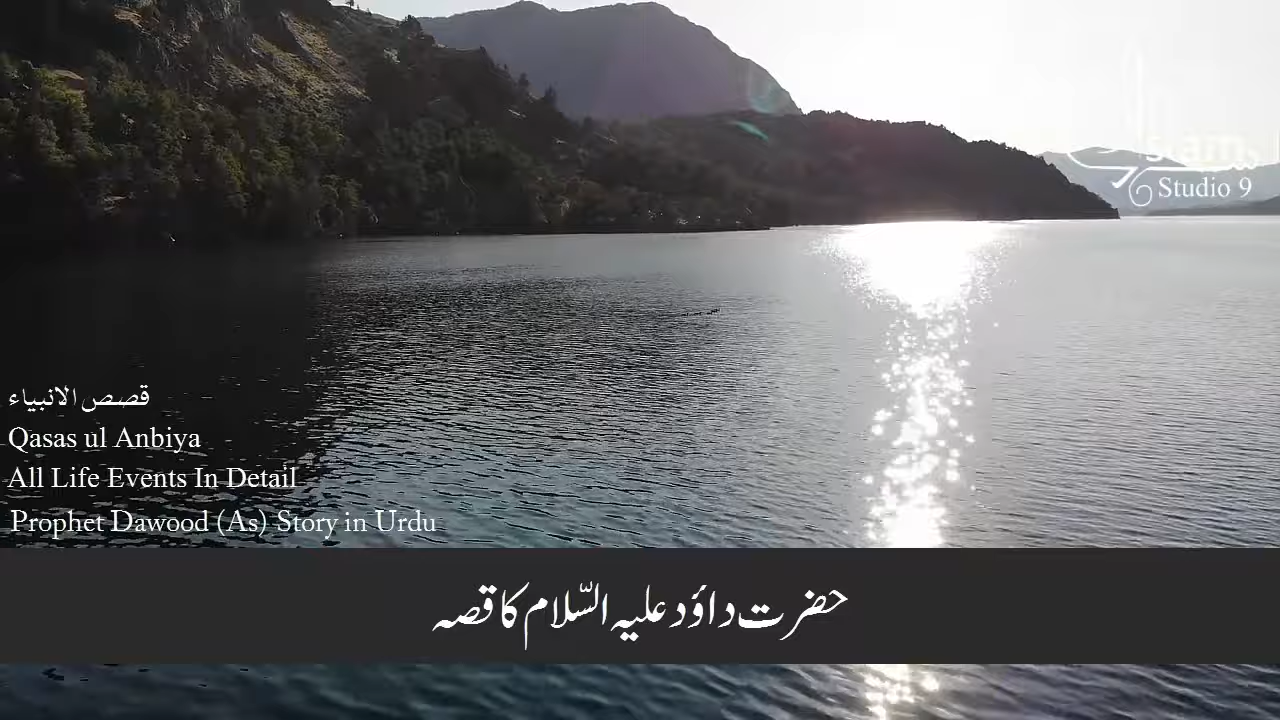 Islam
Studio 9
قصص الانبیاء
Qasas ul Anbiya
All Life Events In Detail
Prophet Dawood (As) Story in Urdu
حضرت داؤد علیہ السّلام کا قصہ